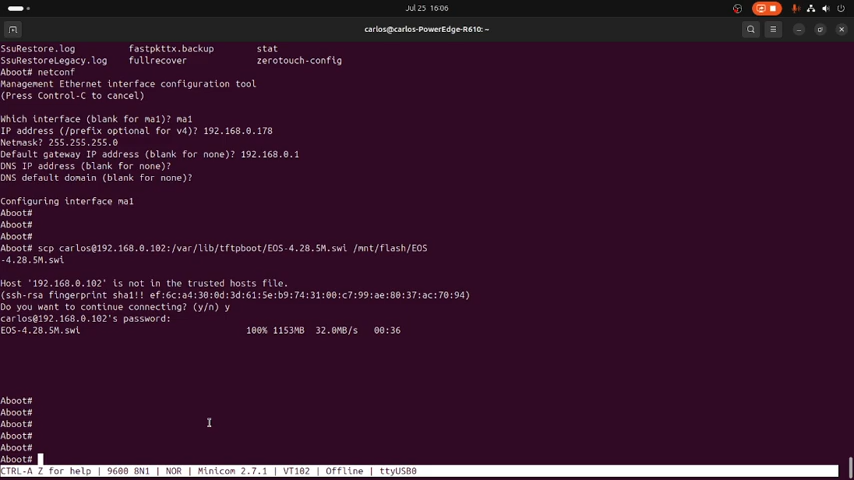 Jul 25 16:06
carlos@carlos-PowerEdge-R610: ~
SsuRestore.log fastpkttx.backup stat
SsuRestoreLegacy.log fullrecover zerotouch-config
Aboot# netconf
Management Ethernet interface configuration tool
(Press Control-C to cancel)
Which interface (blank for ma1)? ma1
IP address (/prefix optional for v4)? 192.168.0.178
Netmask? 255.255.255.0
Default gateway IP address (blank for none)? 192.168.0.1
DNS IP address (blank for none)?
DNS default domain (blank for none)?
Configuring interface ma1
Aboot#
Aboot#
Aboot#
Aboot# scp carlos@192.168.0.102:/var/lib/tftpboot/EOS-4.28.5M.swi /mnt/flash/EOS
-4.28.5M.swi
Host '192.168.0.102' is not in the trusted hosts file.
(ssh-rsa fingerprint sha1!! ef:6c:a4:30:0d:3d:61:5e:b9:74:31:00:c7:99:ae:80:37:ac:70:94)
Do you want to continue connecting? (y/n) y
carlos@192.168.0.102's password:
EOS-4.28.5M.swi 100% 1153MB 32.0MB/s 00:36
Aboot#
Aboot#
Aboot#
Aboot#
Aboot#
Aboot#
CTRL-A Z for help | 9600 8N1 | NOR | Minicom 2.7.1 | VT102 | Offline | ttyUSB0